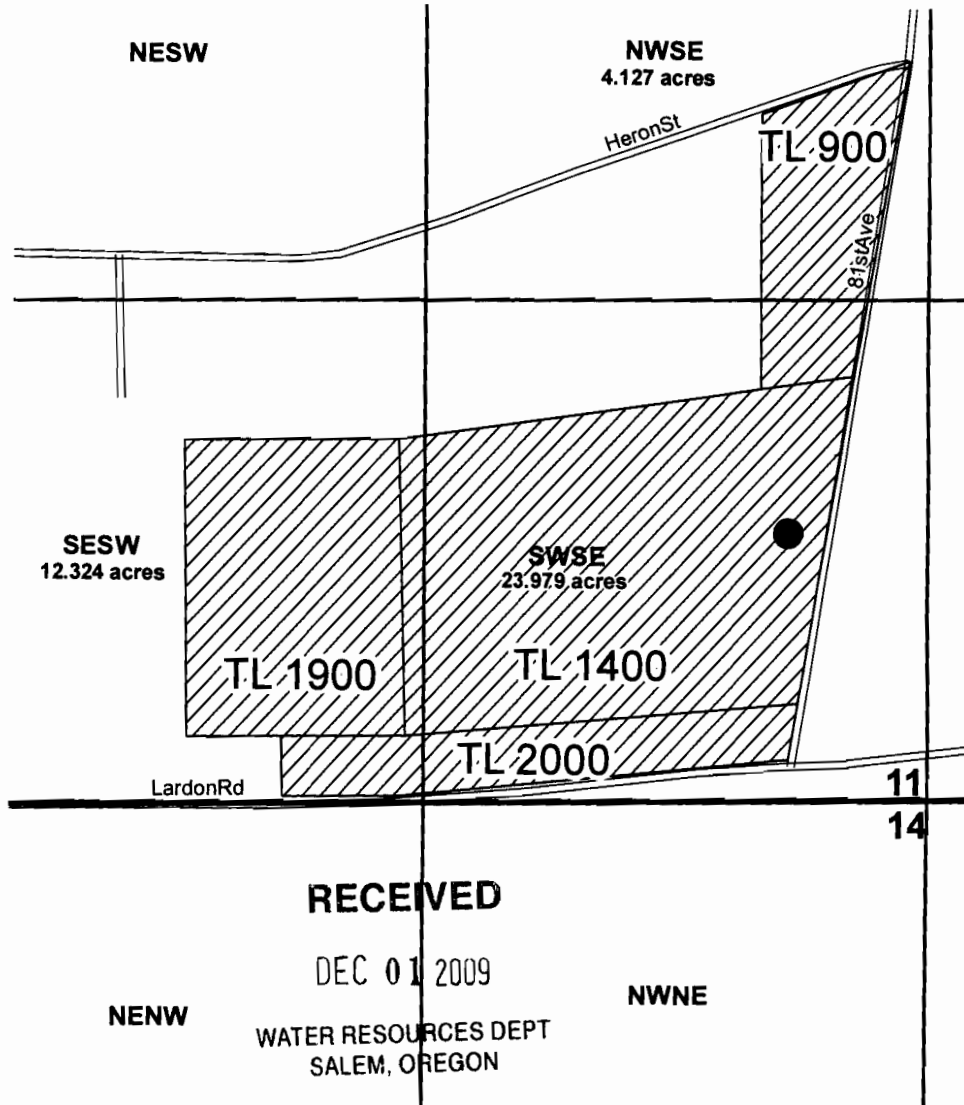 NESW
NWSE
4.127 acres
HeronSt
TL 900
81stAve
SESW
12.324 acres
SWSE
23.979 acres
TL 1900
TL 1400
TL 2000
LardonRd
11
14
RECEIVED
DEC 01 2009
NENW
NWNE
WATER RESOURCES DEPT
SALEM, OREGON